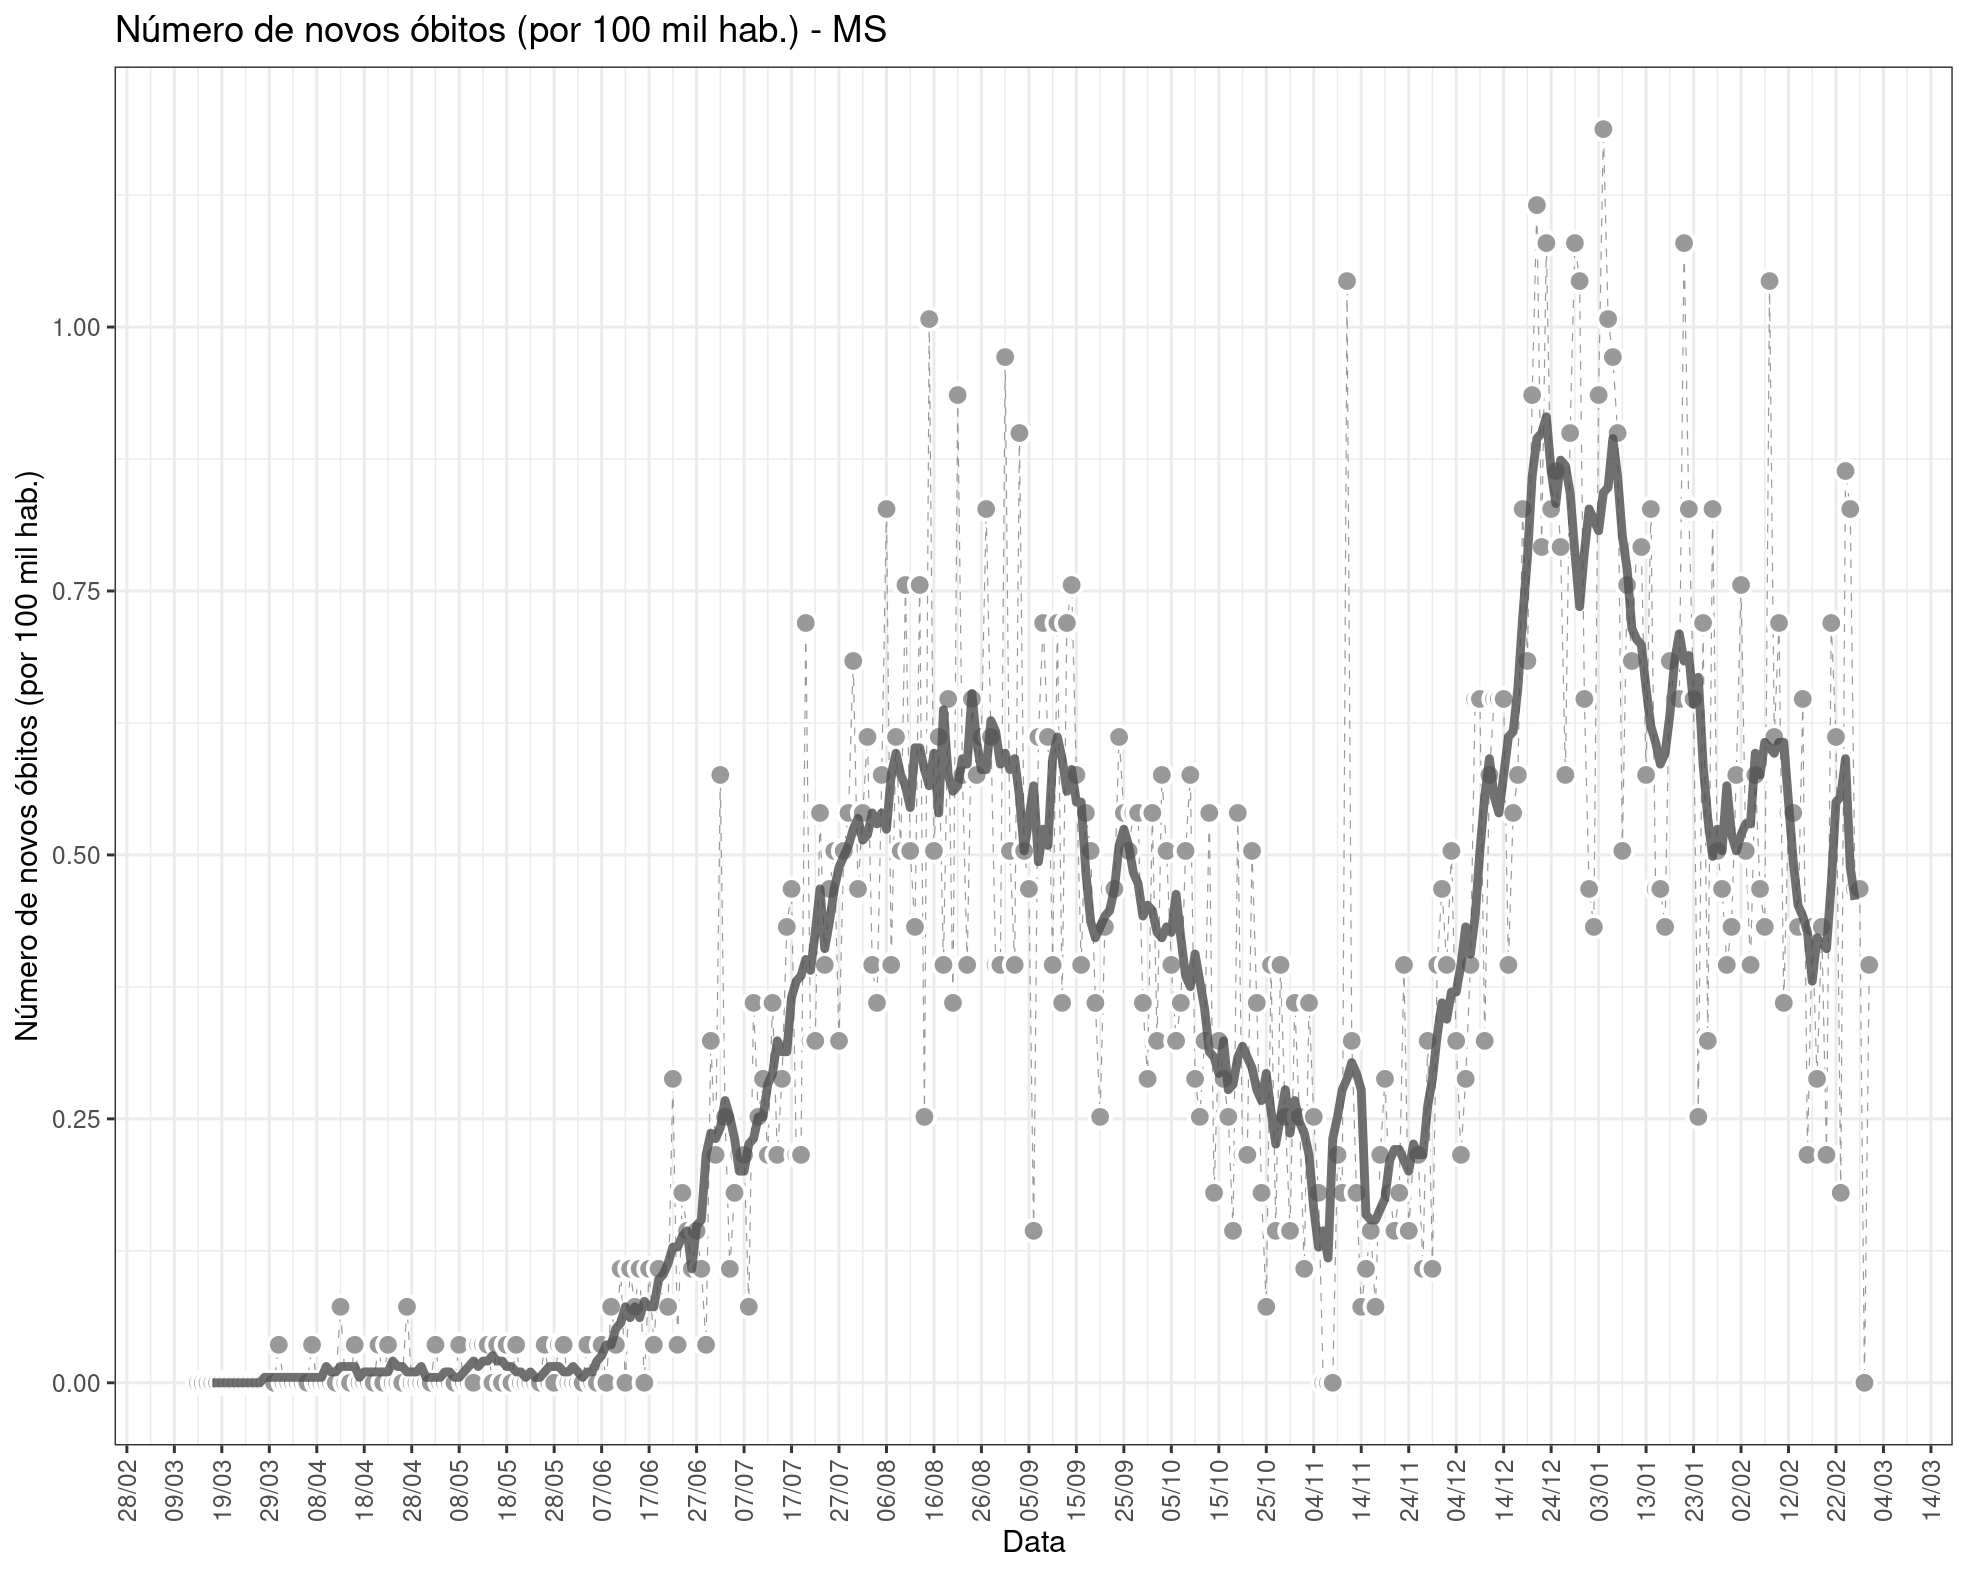 Número de novos óbitos (por 100 mil hab.) - MS
Número de novos óbitos (por 100 mil hab.)
1.00
0.75
0.50
0.25
0.00
28/02 09/03 19/03 29/03 08/04 18/04 28/04 08/05 18/05 28/05 07/06 17/06 27/06 07/07 17/07 27/07 06/08 16/08 26/08 05/09 15/09 25/09 05/10 15/10 25/10 04/11 14/11 24/11 04/12 14/12 24/12 03/01 13/01 23/01 02/02 12/02 22/02 04/03 14/03
Data